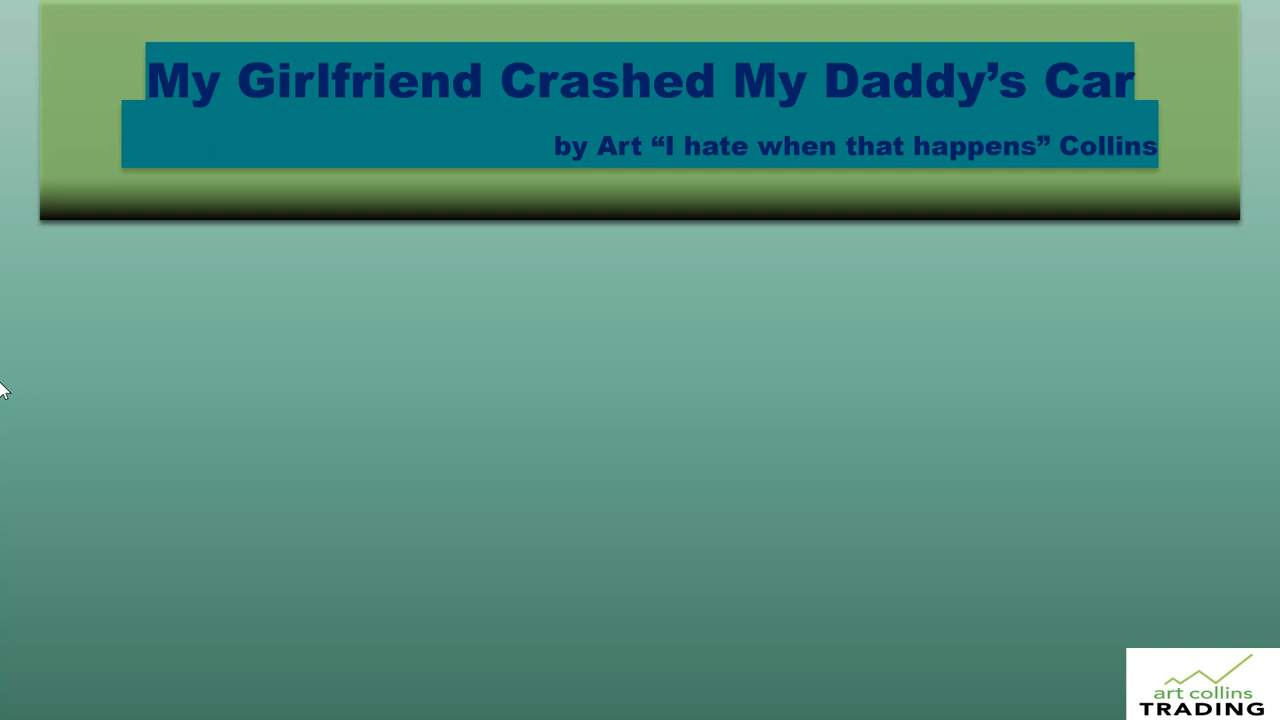 My Girlfriend Crashed My Daddy’s Car
by Art “I hate when that happens” Collins
art collins
TRADING